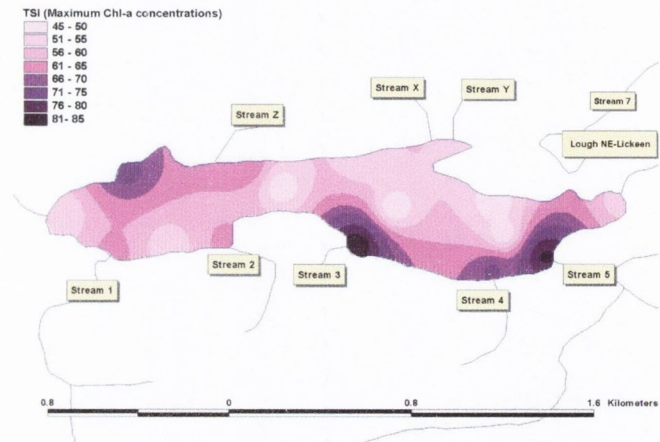 TSI (Maximum Chl-a concentrations)
45 - 50
51 - 55
56 - 60
61 - 65
66 - 70
71 - 75
76 - 80
81- 85
Stream X
Stream Y
Stream Z
Stream 7
Lough NE-Lickeen
Stream 1
Stream 2
Stream 3
Stream 4
Stream 5
0.8 0 0.8 1.6 Kilometers